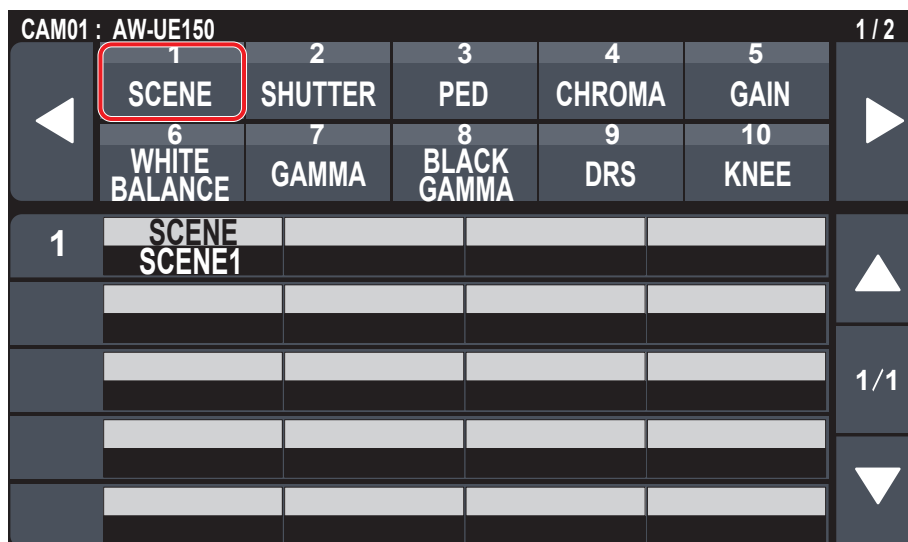 CAM01 : AW-UE150 1 / 2
1 2 3 4 5
SCENE SHUTTER PED CHROMA GAIN
6 7 8 9 10
WHITE BALANCE GAMMA BLACK GAMMA DRS KNEE
1 SCENE
SCENE1
1/1